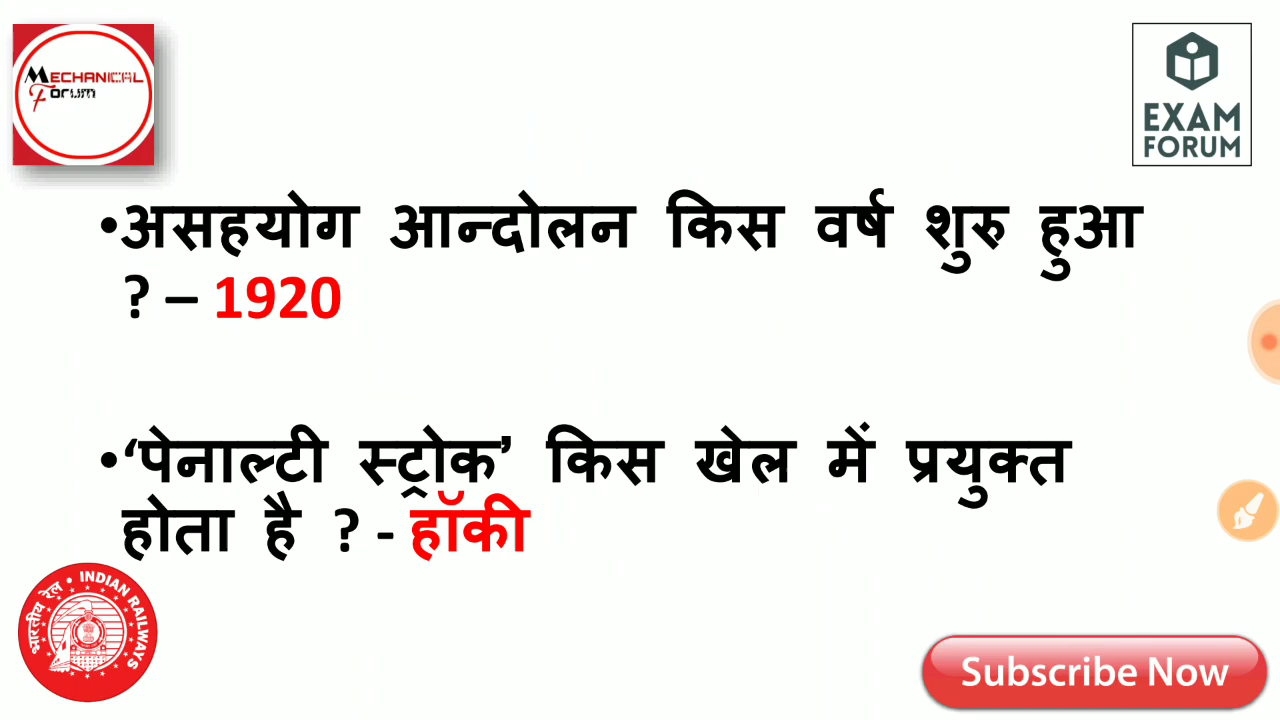 MECHANICAL
Forum
EXAM
FORUM
•असहयोग आन्दोलन किस वर्ष शुरु हुआ
? – 1920
•‘पेनाल्टी स्ट्रोक’ किस खेल में प्रयुक्त
होता है ? - हॉकी
भारतीय रेल • INDIAN RAILWAYS
Subscribe Now